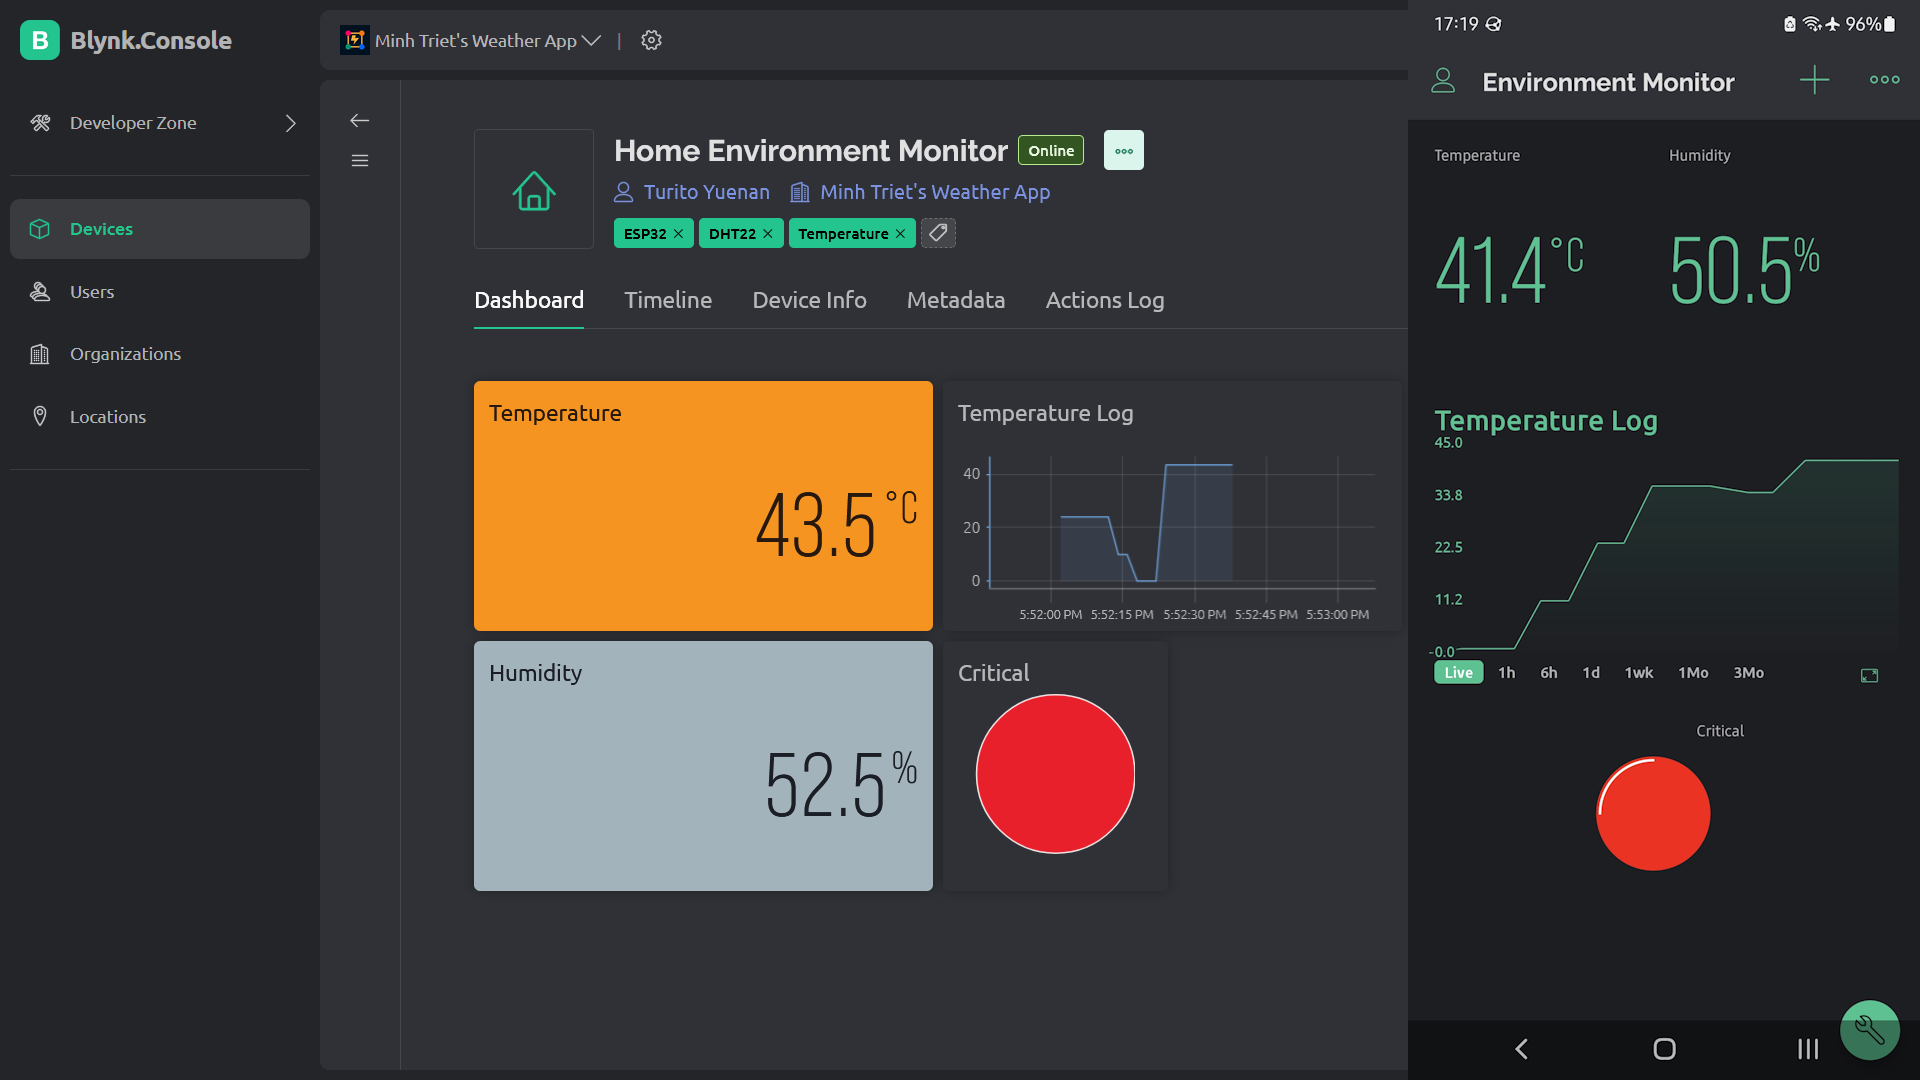 B Blynk.Console
Developer Zone
Devices
Users
Organizations
Locations
Minh Triet's Weather App |
Home Environment Monitor Online
Turito Yuenan Minh Triet's Weather App
ESP32 × DHT22 × Temperature ×
Dashboard Timeline Device Info Metadata Actions Log
Temperature
43.5 °C
Temperature Log
40
20
0
5:52:00 PM 5:52:15 PM 5:52:30 PM 5:52:45 PM 5:53:00 PM
Humidity
52.5 %
Critical
17:19 96%
Environment Monitor
Temperature Humidity
41.4 °C 50.5 %
Temperature Log
45.0
33.8
22.5
11.2
-0.0
Live 1h 6h 1d 1wk 1Mo 3Mo
Critical